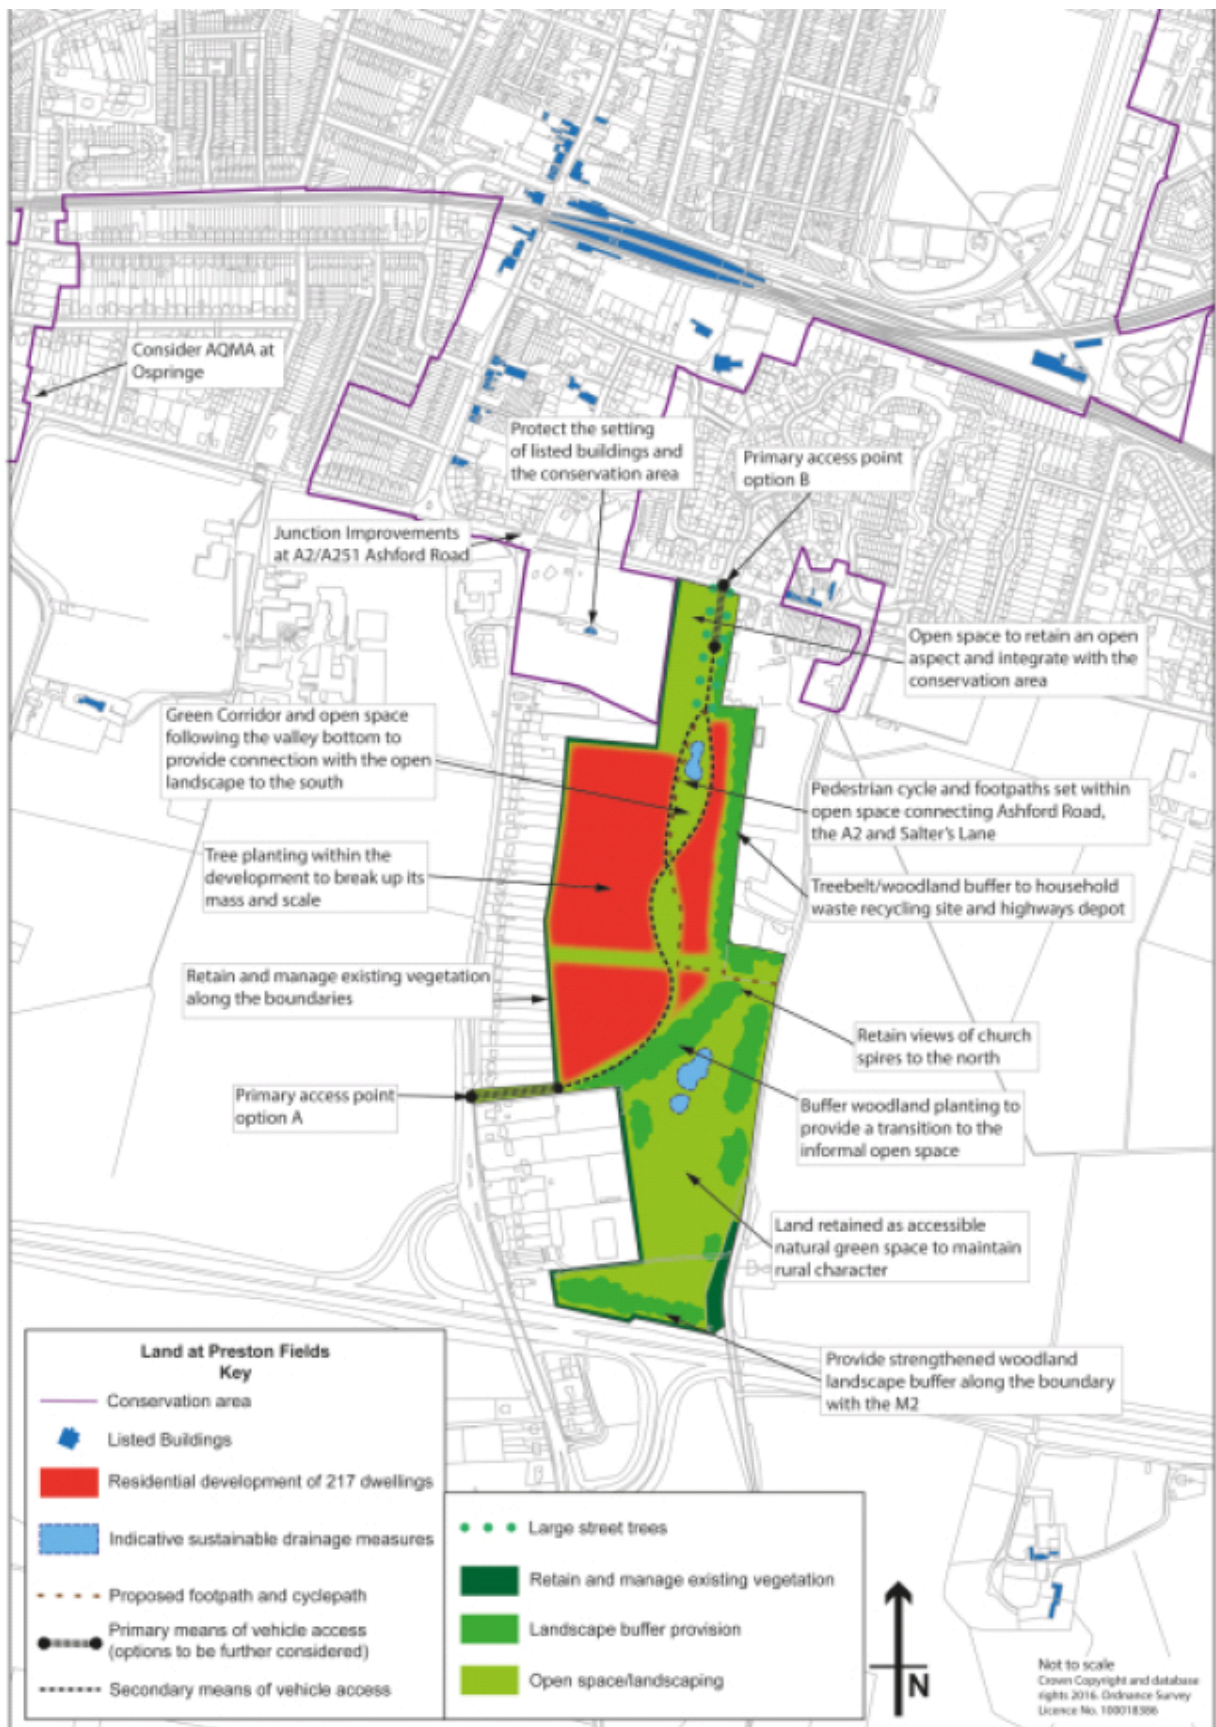 Consider AQMA at
Ospringe
Protect the setting
of listed buildings and
the conservation area
Primary access point
option B
Junction Improvements
at A2/A251 Ashford Road
Open space to retain an open
aspect and integrate with the
conservation area
Green Corridor and open space
following the valley bottom to
provide connection with the open
landscape to the south
Pedestrian cycle and footpaths set within
open space connecting Ashford Road,
the A2 and Salter's Lane
Tree planting within the
development to break up its
mass and scale
Treebelt/woodland buffer to household
waste recycling site and highways depot
Retain and manage existing vegetation
along the boundaries
Retain views of church
spires to the north
Primary access point
option A
Buffer woodland planting to
provide a transition to the
informal open space
Land retained as accessible
natural green space to maintain
rural character
Provide strengthened woodland
landscape buffer along the boundary
with the M2
Land at Preston Fields
Key
Conservation area
Listed Buildings
Residential development of 217 dwellings
Indicative sustainable drainage measures
Proposed footpath and cyclepath
Primary means of vehicle access
(options to be further considered)
Secondary means of vehicle access
Large street trees
Retain and manage existing vegetation
Landscape buffer provision
Open space/landscaping
N
Not to scale
Crown Copyright and database
rights 2016. Ordnance Survey
Licence No. 100018386